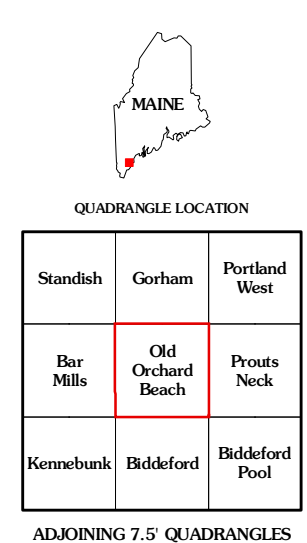 MAINE
QUADRANGLE LOCATION
Standish
Gorham
Portland
West
Bar
Mills
Old
Orchard
Beach
Prouts
Neck
Kennebunk
Biddeford
Biddeford
Pool
ADJOINING 7.5' QUADRANGLES